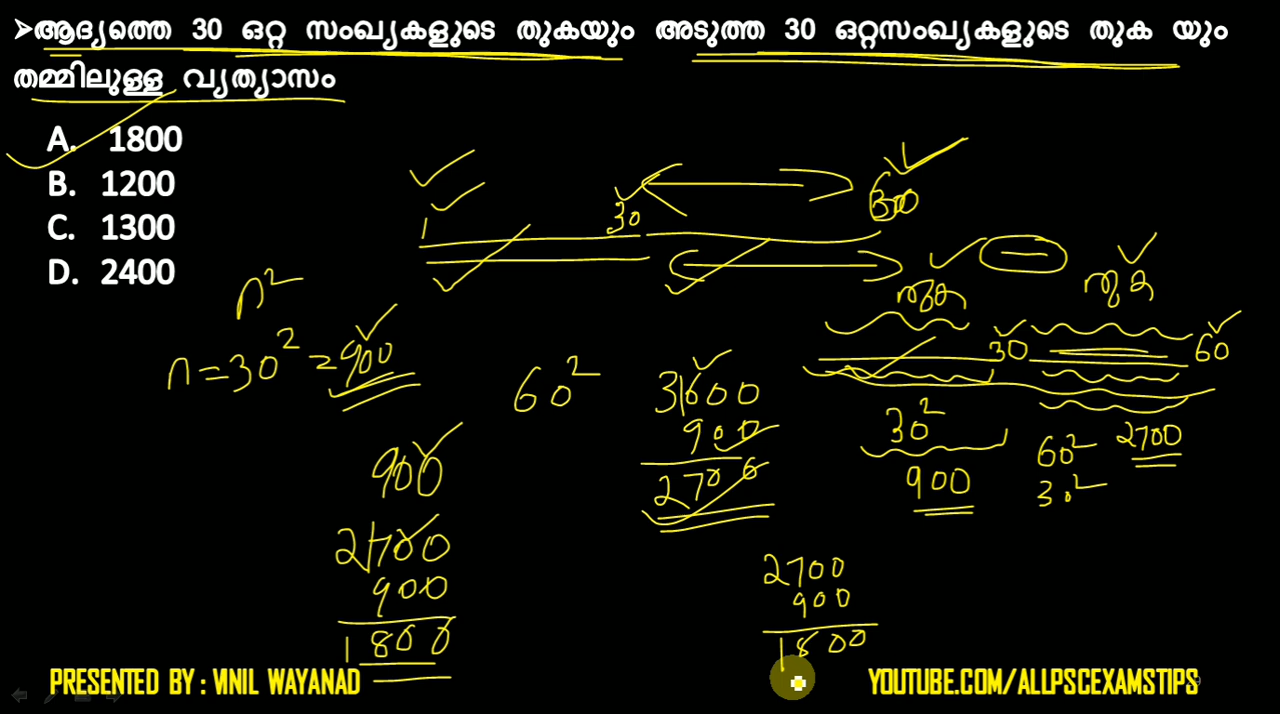 ➤ആദ്യത്തെ 30 ഒറ്റ സംഖ്യകളുടെ തുകയും അടുത്ത 30 ഒറ്റസംഖ്യകളുടെ തുക യും
തമ്മിലുള്ള വ്യത്യാസം
A. 1800
B. 1200
C. 1300
D. 2400
1 30
n²
തുക — തുക
n=30²=900
30 60
60²
3600
900
2700
30²
900
60² 2700
30²
900
2700
900
1800
2700
900
1800
PRESENTED BY : VINIL WAYANAD
YOUTUBE.COM/ALLPSCEXAMSTIPS